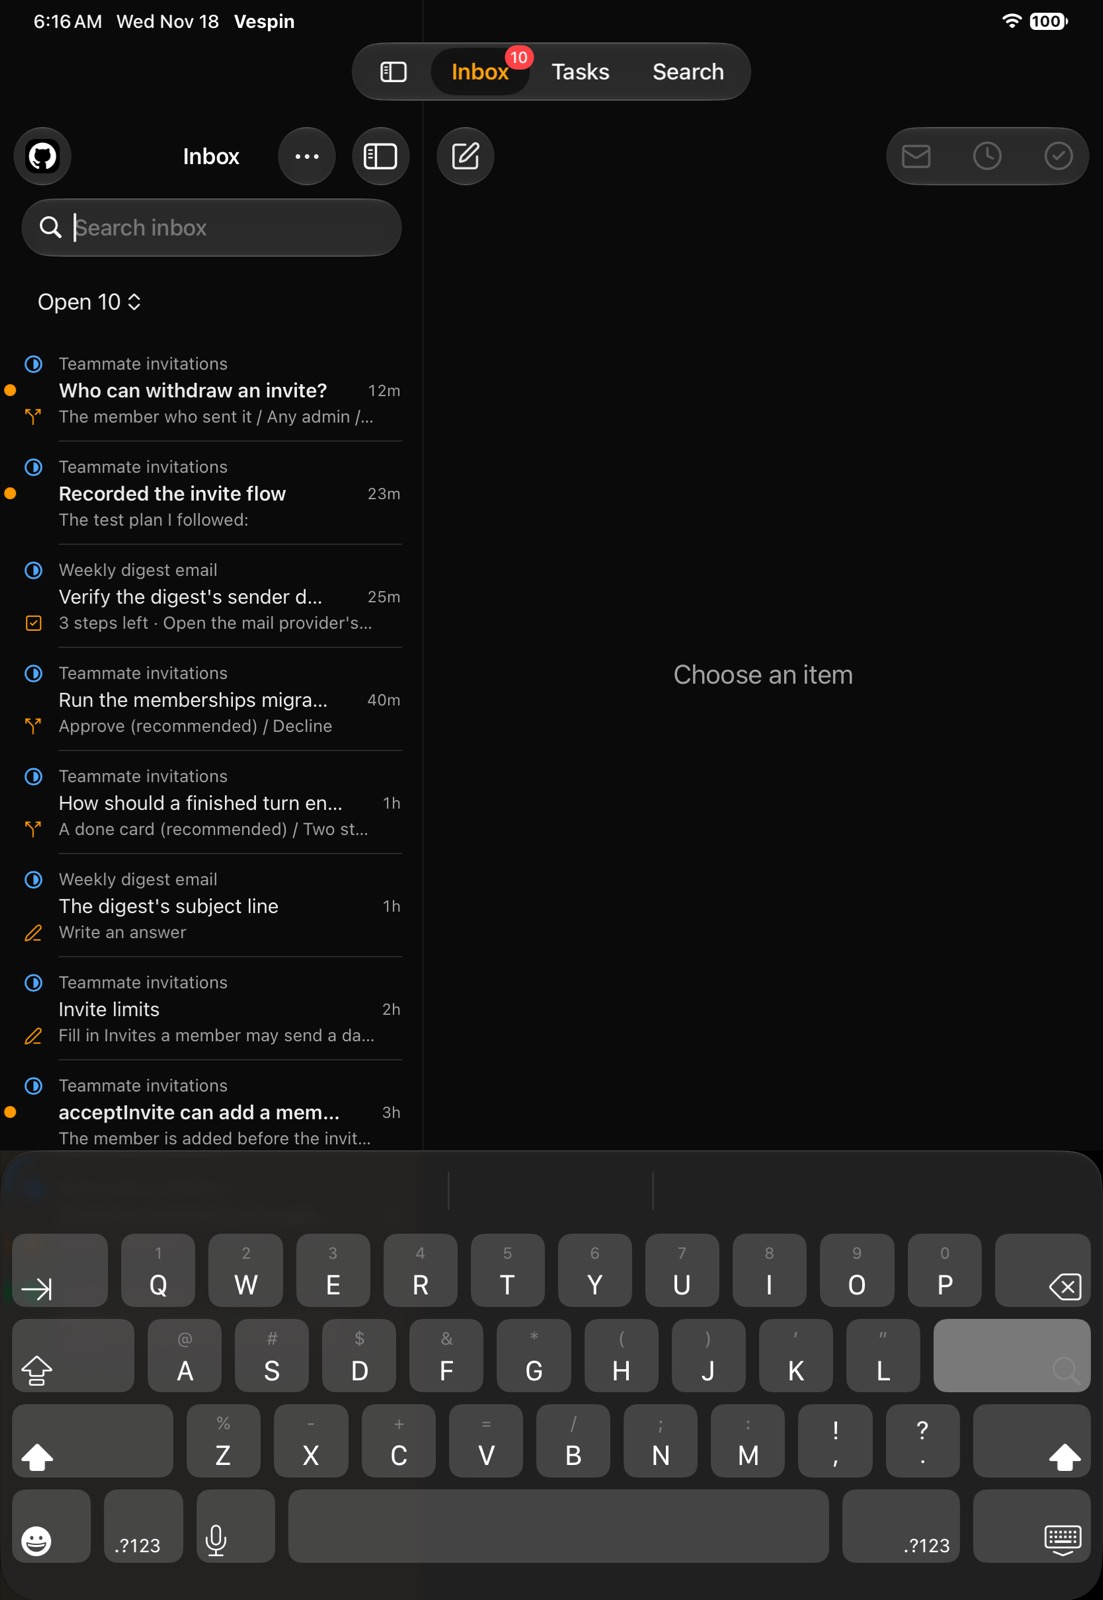 6:16 AM Wed Nov 18 Vespin
100
Inbox 10 Tasks Search
Inbox
Search inbox
Open 10
Teammate invitations
Who can withdraw an invite? 12m
The member who sent it / Any admin /...
Teammate invitations
Recorded the invite flow 23m
The test plan I followed:
Weekly digest email
Verify the digest's sender d... 25m
3 steps left · Open the mail provider's...
Teammate invitations
Run the memberships migra... 40m
Approve (recommended) / Decline
Teammate invitations
How should a finished turn en... 1h
A done card (recommended) / Two st...
Weekly digest email
The digest's subject line 1h
Write an answer
Teammate invitations
Invite limits 2h
Fill in Invites a member may send a da...
Teammate invitations
acceptInvite can add a mem... 3h
The member is added before the invit...
Choose an item
1 2 3 4 5 6 7 8 9 0
Q W E R T Y U I O P
@ # $ & * ( ) ' "
A S D F G H J K L
% - + = / ; : ! ?
Z X C V B N M , .
.?123 .?123